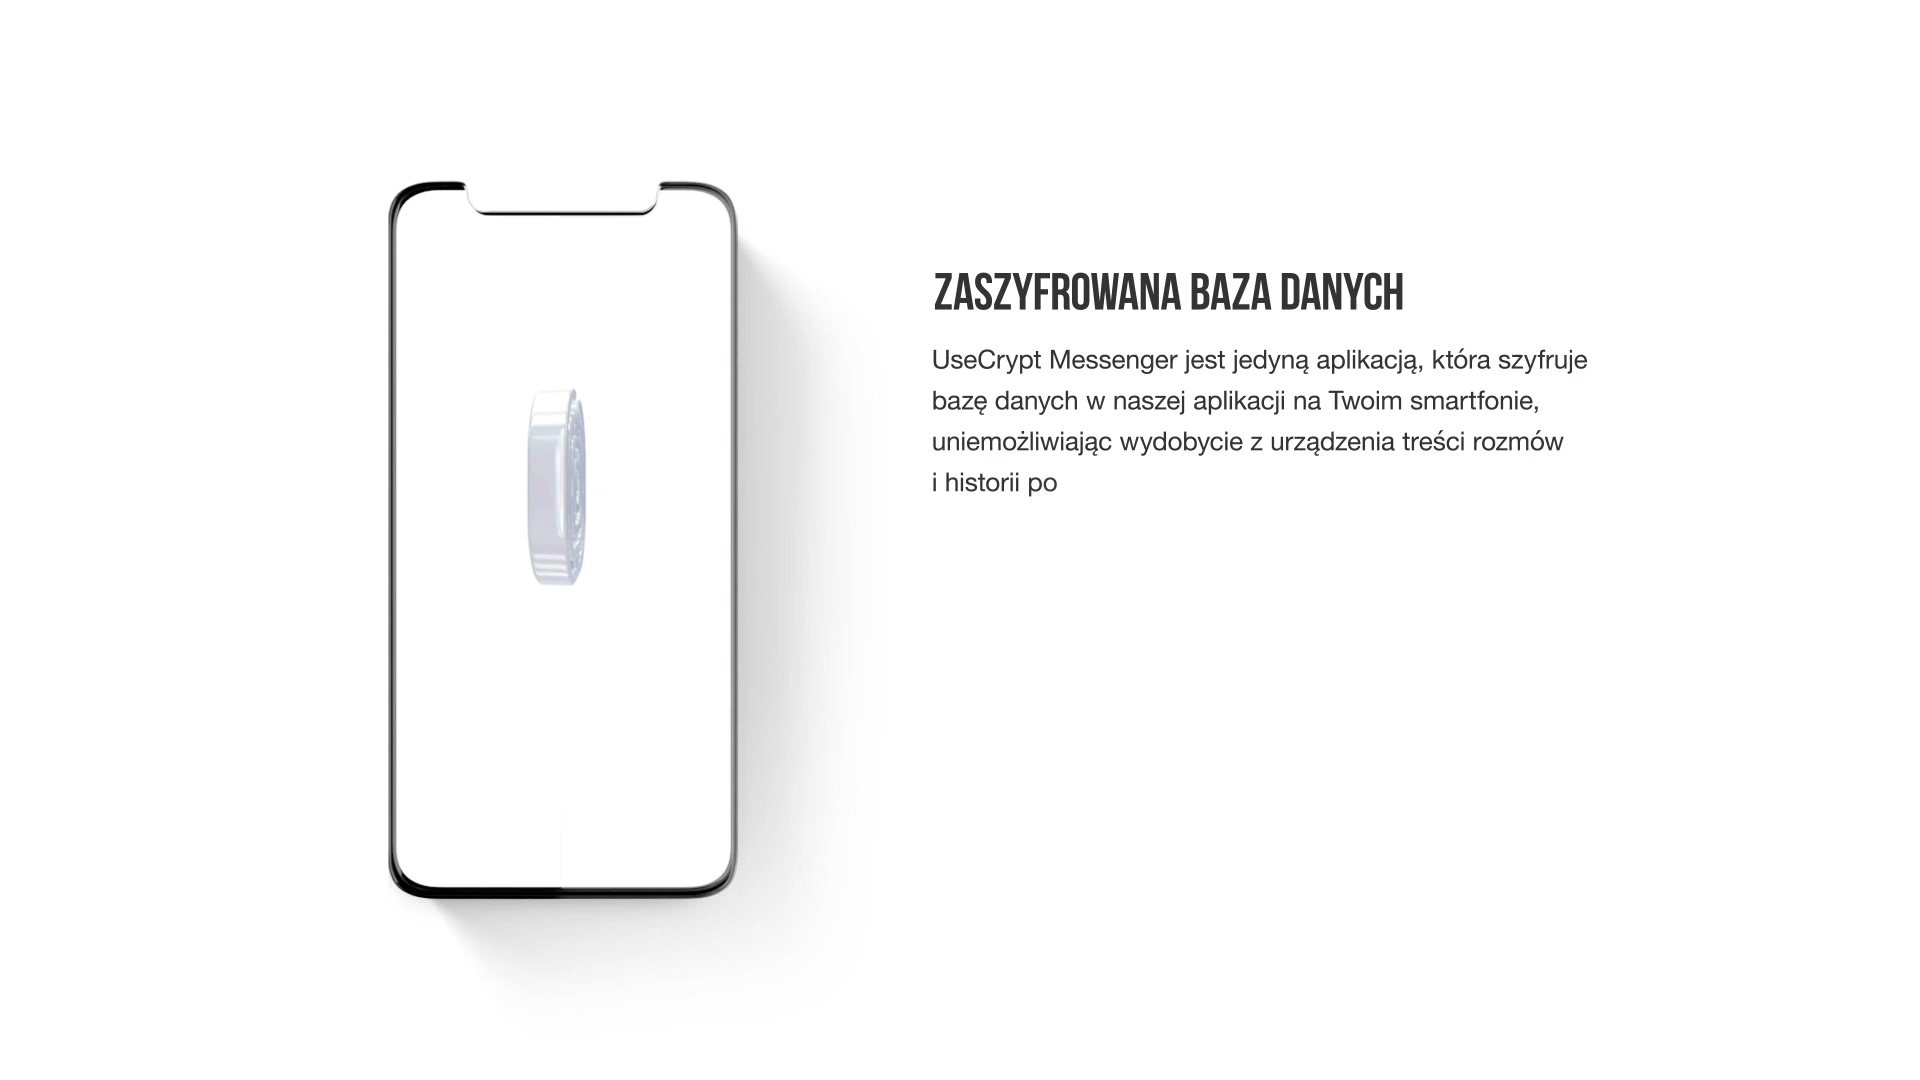 ZASZYFROWANA BAZA DANYCH
UseCrypt Messenger jest jedyną aplikacją, która szyfruje
bazę danych w naszej aplikacji na Twoim smartfonie,
uniemożliwiając wydobycie z urządzenia treści rozmów
i historii po